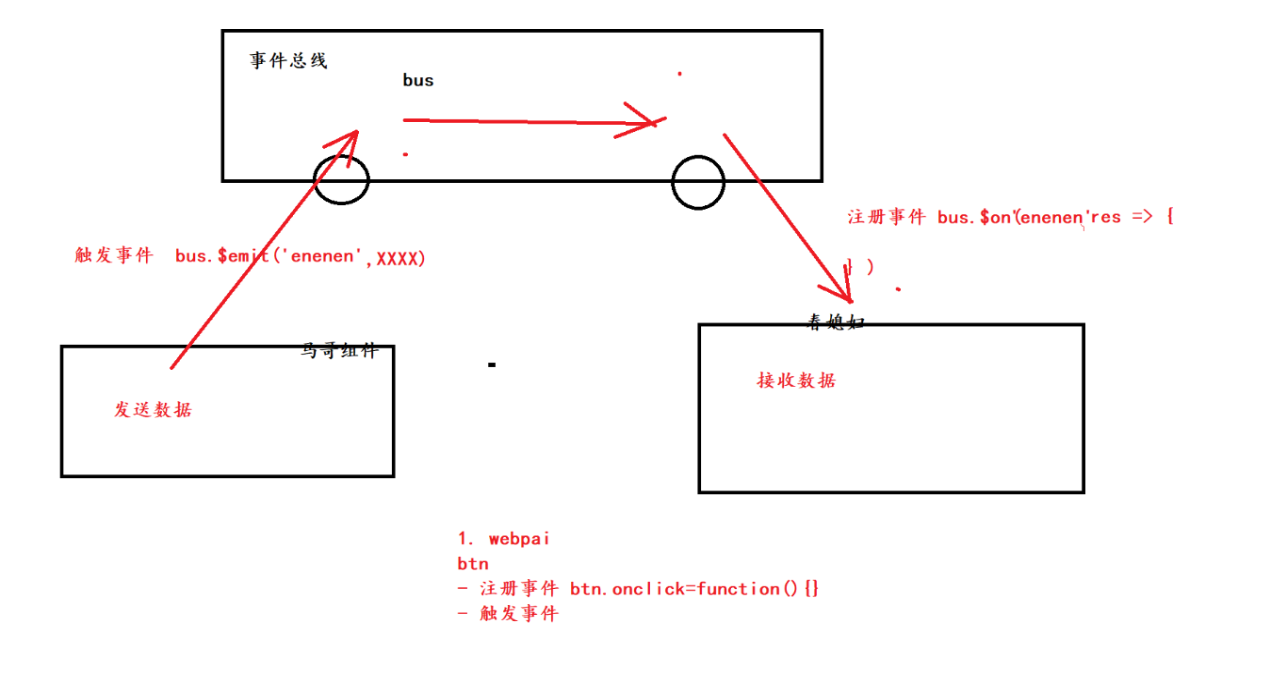 事件总线
bus
注册事件 bus.$on'(enenen'res => {
} )
触发事件 bus.$emit('enenen',XXXX)
春媳妇
马哥组件
接收数据
发送数据
1. webpai
btn
- 注册事件 btn.onclick=function(){}
- 触发事件